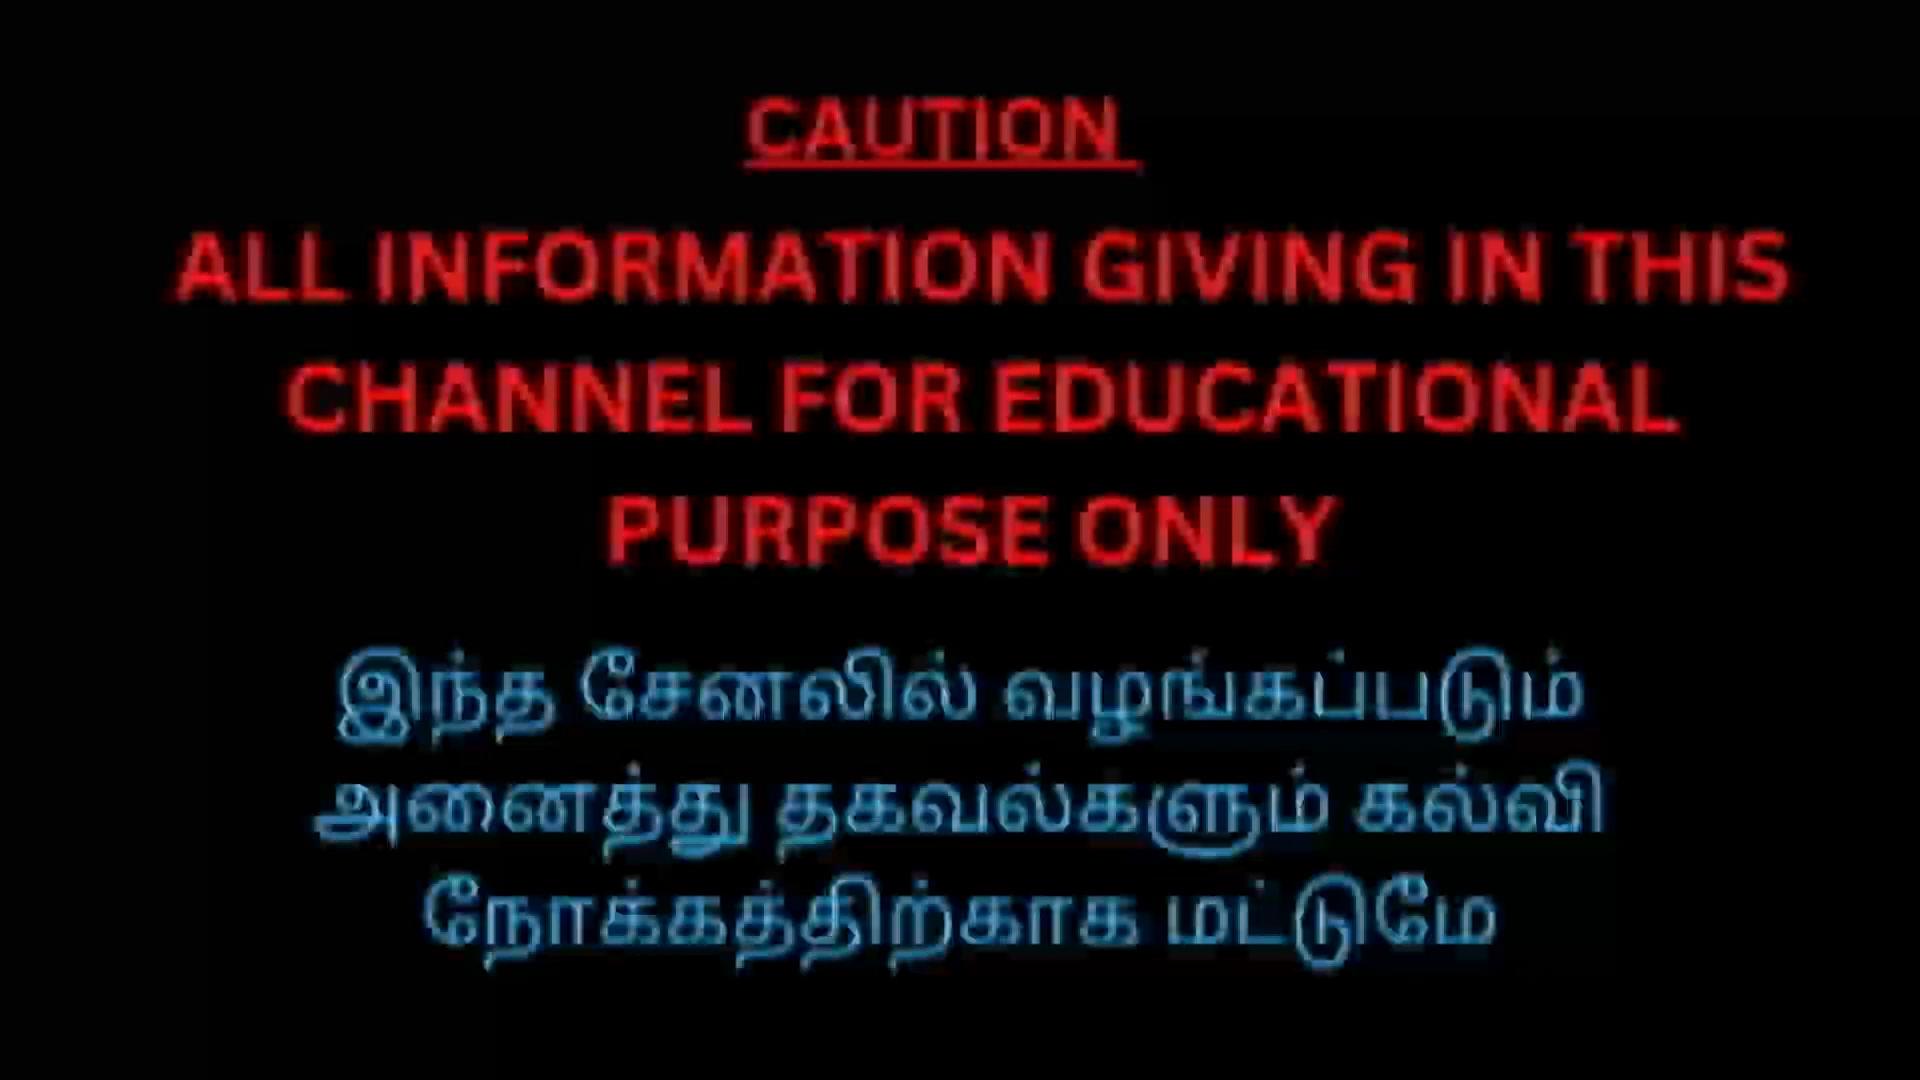 CAUTION
ALL INFORMATION GIVING IN THIS
CHANNEL FOR EDUCATIONAL
PURPOSE ONLY
இந்த சேனலில் வழங்கப்படும்
அனைத்து தகவல்களும் கல்வி
நோக்கத்திற்காக மட்டுமே